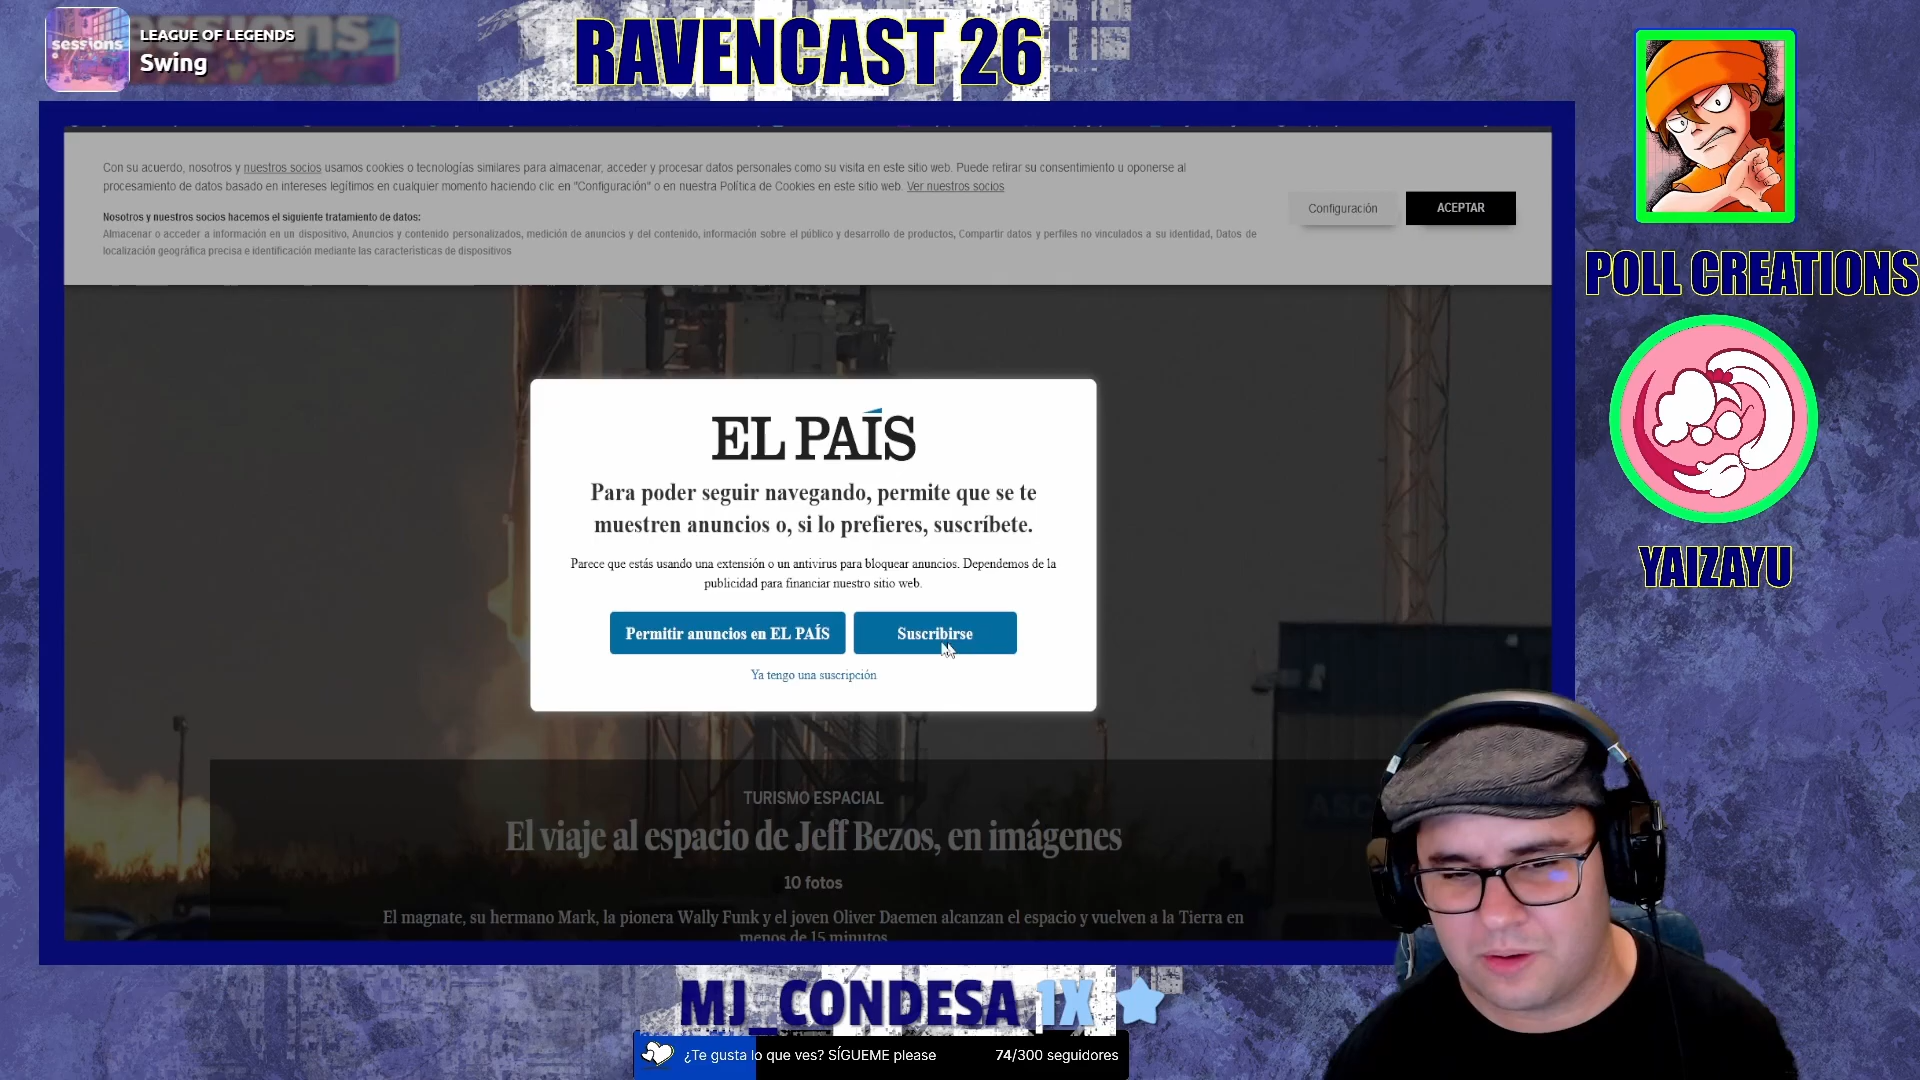 sessions
LEAGUE OF LEGENDS
Swing
RAVENCAST 26
Con su acuerdo, nosotros y nuestros socios usamos cookies o tecnologías similares para almacenar, acceder y procesar datos personales como su visita en este sitio web. Puede retirar su consentimiento u oponerse al
procesamiento de datos basado en intereses legítimos en cualquier momento haciendo clic en "Configuración" o en nuestra Política de Cookies en este sitio web. Ver nuestros socios
Nosotros y nuestros socios hacemos el siguiente tratamiento de datos:
Almacenar o acceder a información en un dispositivo, Anuncios y contenido personalizados, medición de anuncios y del contenido, información sobre el público y desarrollo de productos, Compartir datos y perfiles no vinculados a su identidad, Datos de
localización geográfica precisa e identificación mediante las características de dispositivos
Configuración
ACEPTAR
EL PAÍS
Para poder seguir navegando, permite que se te
muestren anuncios o, si lo prefieres, suscríbete.
Parece que estás usando una extensión o un antivirus para bloquear anuncios. Dependemos de la
publicidad para financiar nuestro sitio web.
Permitir anuncios en EL PAÍS
Suscribirse
Ya tengo una suscripción
TURISMO ESPACIAL
El viaje al espacio de Jeff Bezos, en imágenes
10 fotos
El magnate, su hermano Mark, la pionera Wally Funk y el joven Oliver Daemen alcanzan el espacio y vuelven a la Tierra en
menos de 15 minutos
POLL CREATIONS
YAIZAYU
MJ_CONDESA 1X
¿Te gusta lo que ves? SÍGUEME please
74/300 seguidores